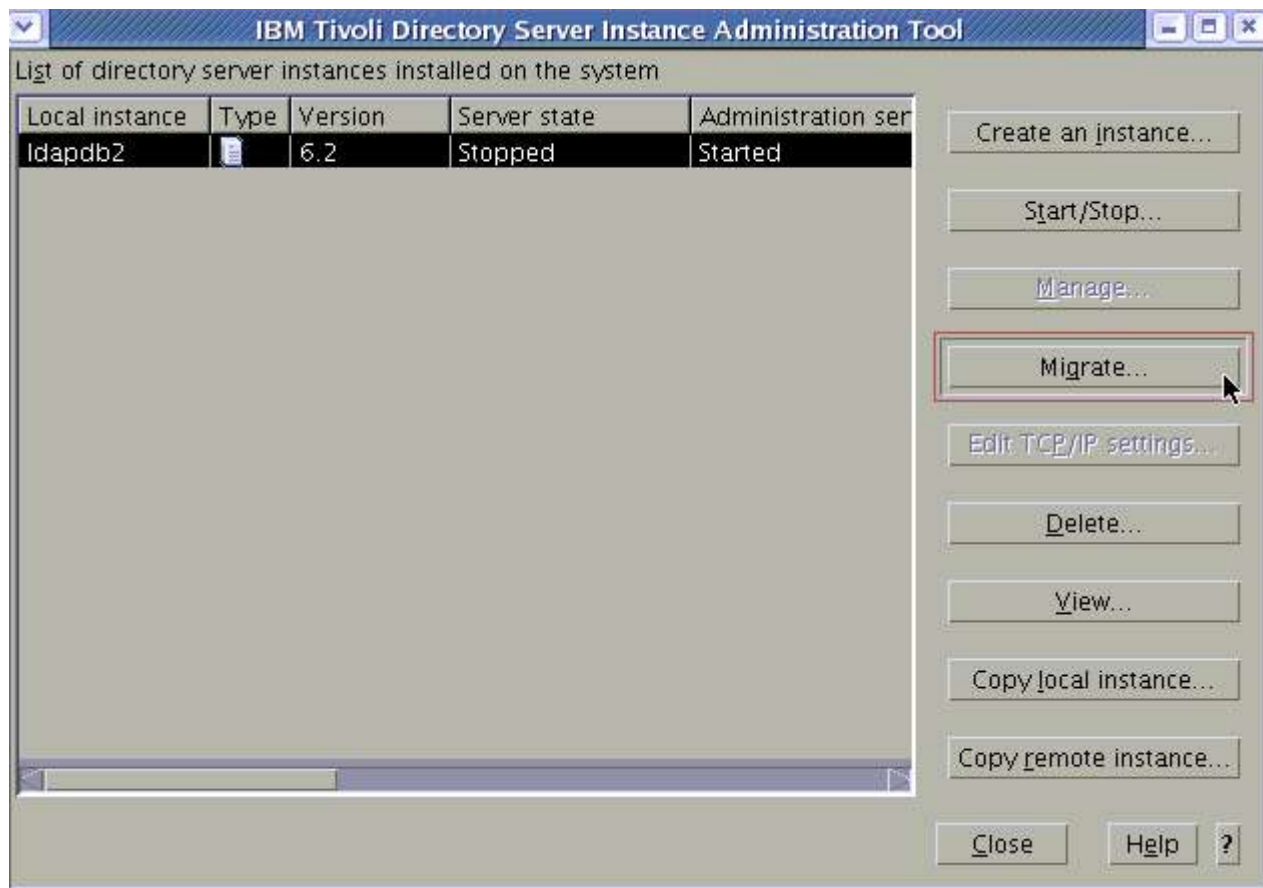 IBM Tivoli Directory Server Instance Administration Tool
List of directory server instances installed on the system
Local instance Type Version Server state Administration ser
ldapdb2 6.2 Stopped Started
Create an instance...
Start/Stop...
Manage...
Migrate...
Edit TCP/IP settings...
Delete...
View...
Copy local instance...
Copy remote instance...
Close Help ?